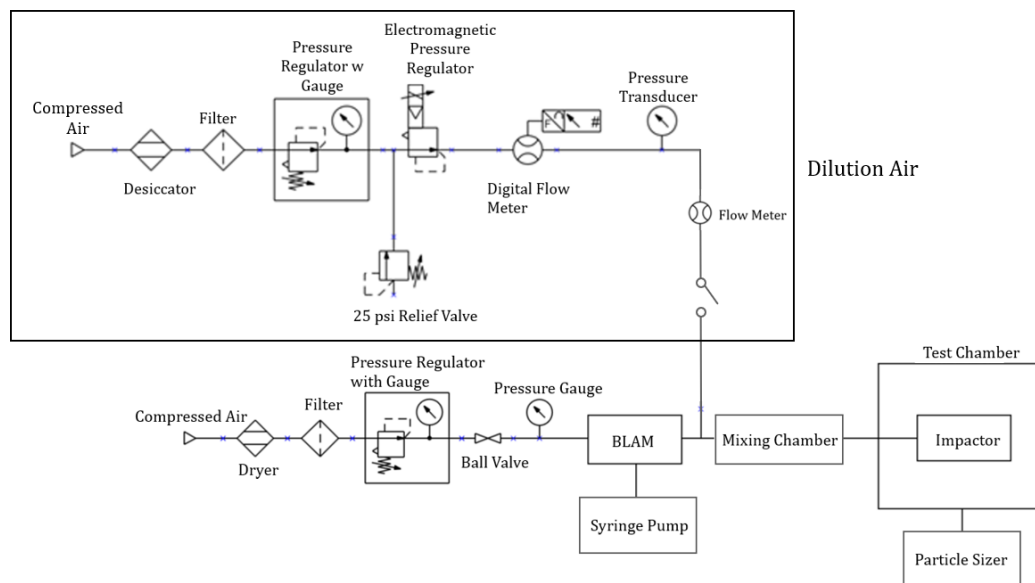 Electromagnetic
Pressure
Regulator
Pressure
Regulator w
Gauge
Pressure
Transducer
Compressed
Air
Filter
F
#
Desiccator
Digital Flow
Meter
Dilution Air
Flow Meter
25 psi Relief Valve
Test Chamber
Pressure Regulator
with Gauge
Pressure Gauge
Compressed Air
Filter
BLAM
Mixing Chamber
Impactor
Dryer
Ball Valve
Syringe Pump
Particle Sizer